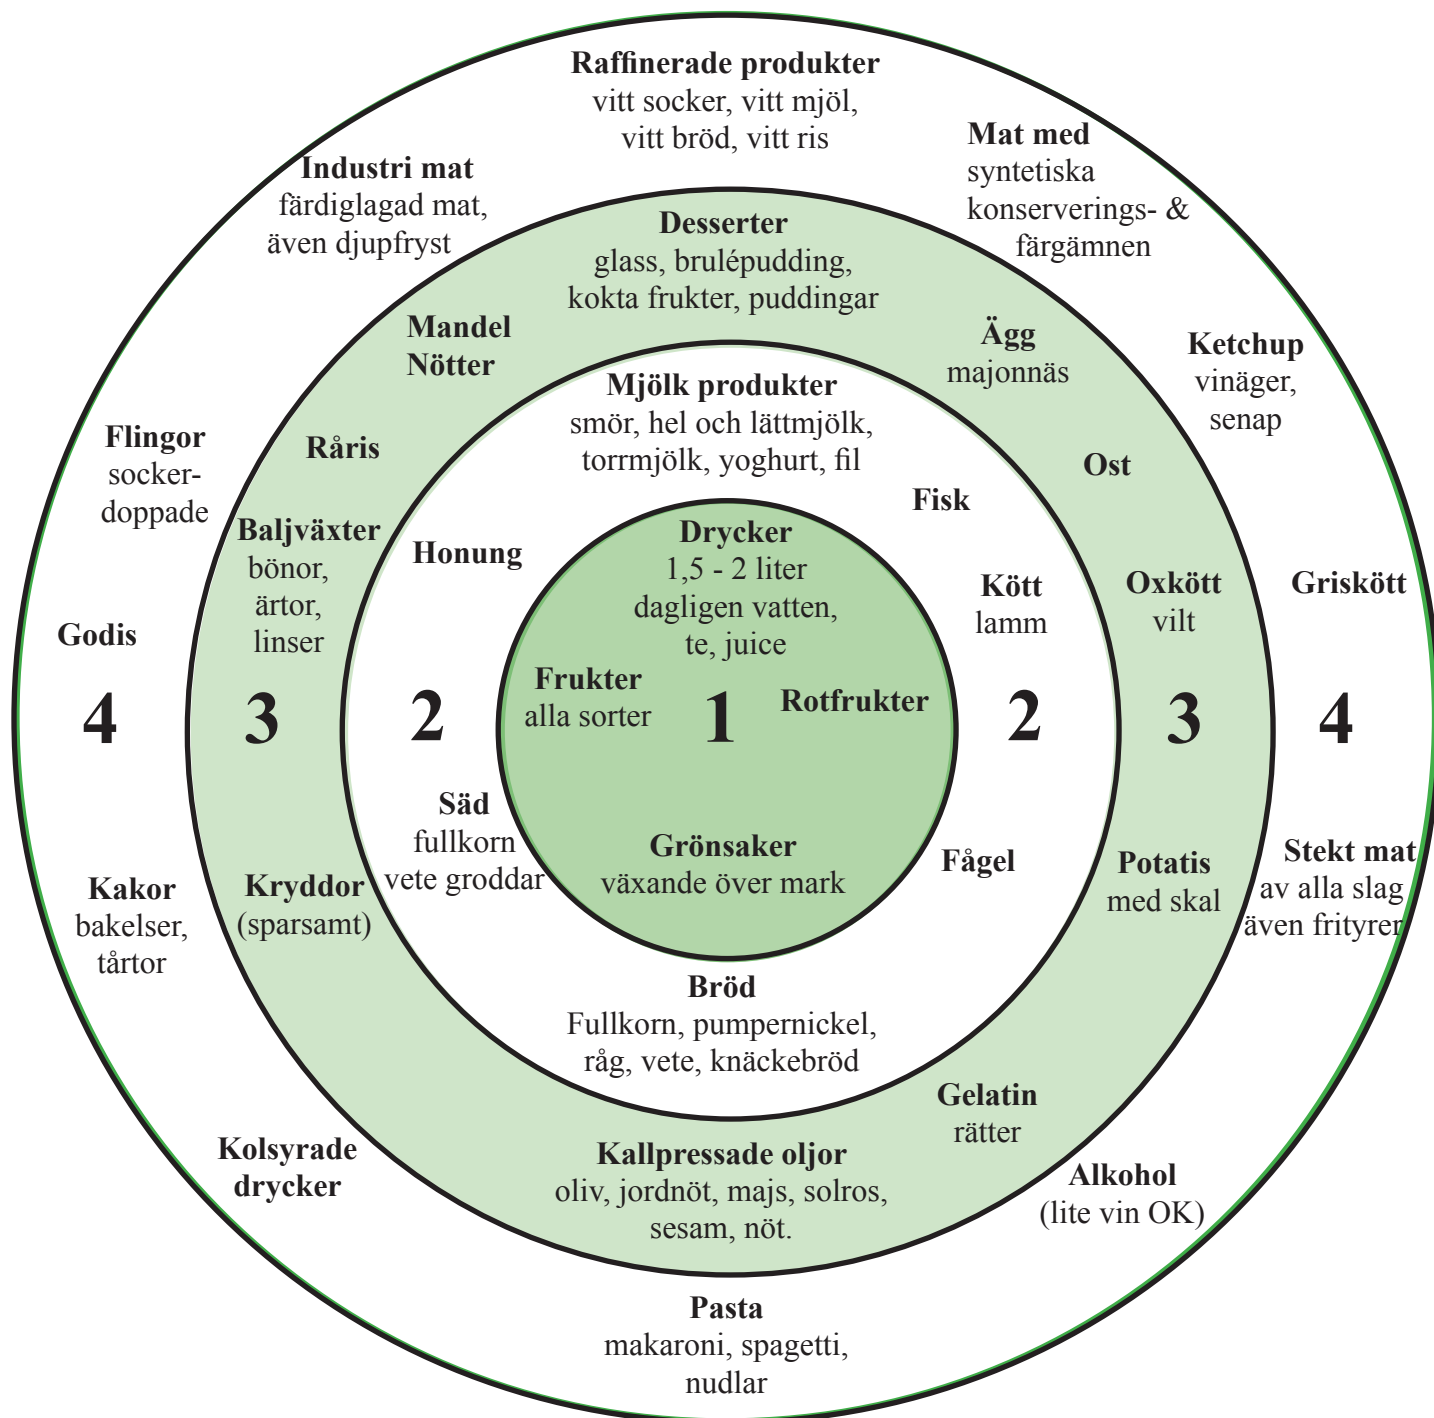 Raffinerade produkter
vitt socker, vitt mjöl,
vitt bröd, vitt ris
Industri mat
färdiglagad mat,
även djupfryst
Mat med
syntetiska
konserverings- &
färgämnen
Desserter
glass, brulépudding,
kokta frukter, puddingar
Mandel
Nötter
Ägg
majonnäs
Ketchup
vinäger,
senap
Mjölk produkter
smör, hel och lättmjölk,
torrmjölk, yoghurt, fil
Flingor
socker-
doppade
Råris
Ost
Fisk
Baljväxter
bönor,
ärtor,
linser
Honung
Drycker
1,5 - 2 liter
dagligen vatten,
te, juice
Kött
lamm
Oxkött
vilt
Griskött
Godis
Frukter
alla sorter
Rotfrukter
4
3
2
1
2
3
4
Säd
fullkorn
vete groddar
Grönsaker
växande över mark
Fågel
Potatis
med skal
Stekt mat
av alla slag
även frityrer
Kakor
bakelser,
tårtor
Kryddor
(sparsamt)
Bröd
Fullkorn, pumpernickel,
råg, vete, knäckebröd
Gelatin
rätter
Kolsyrade
drycker
Kallpressade oljor
oliv, jordnöt, majs, solros,
sesam, nöt.
Alkohol
(lite vin OK)
Pasta
makaroni, spagetti,
nudlar